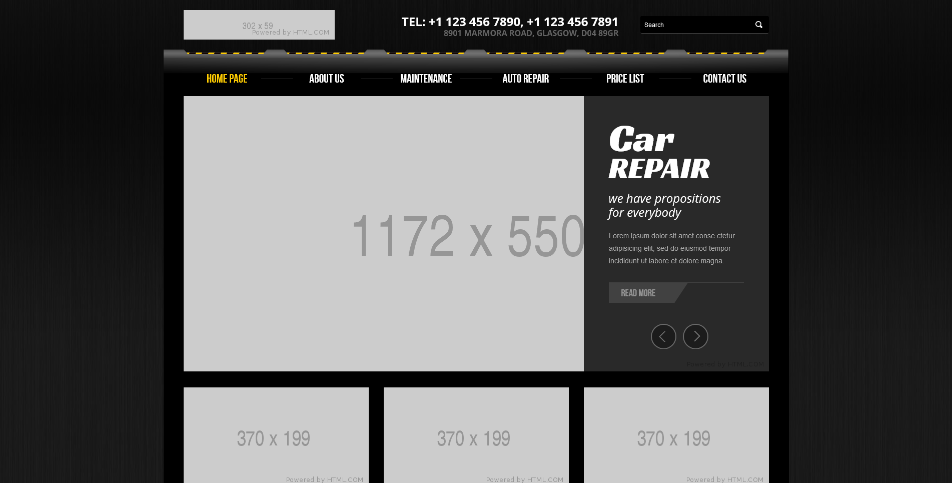 302 x 59
Powered by HTML.COM
TEL: +1 123 456 7890, +1 123 456 7891
8901 MARMORA ROAD, GLASGOW, D04 89GR
Search
HOME PAGE
ABOUT US
MAINTENANCE
AUTO REPAIR
PRICE LIST
CONTACT US
1172 x 550
Car
REPAIR
we have propositions
for everybody
Lorem ipsum dolor sit amet conse ctetur
adipisicing elit, sed do eiusmod tempor
incididunt ut labore et dolore magna
READ MORE
Powered by HTML.COM
370 x 199
Powered by HTML.COM
370 x 199
Powered by HTML.COM
370 x 199
Powered by HTML.COM